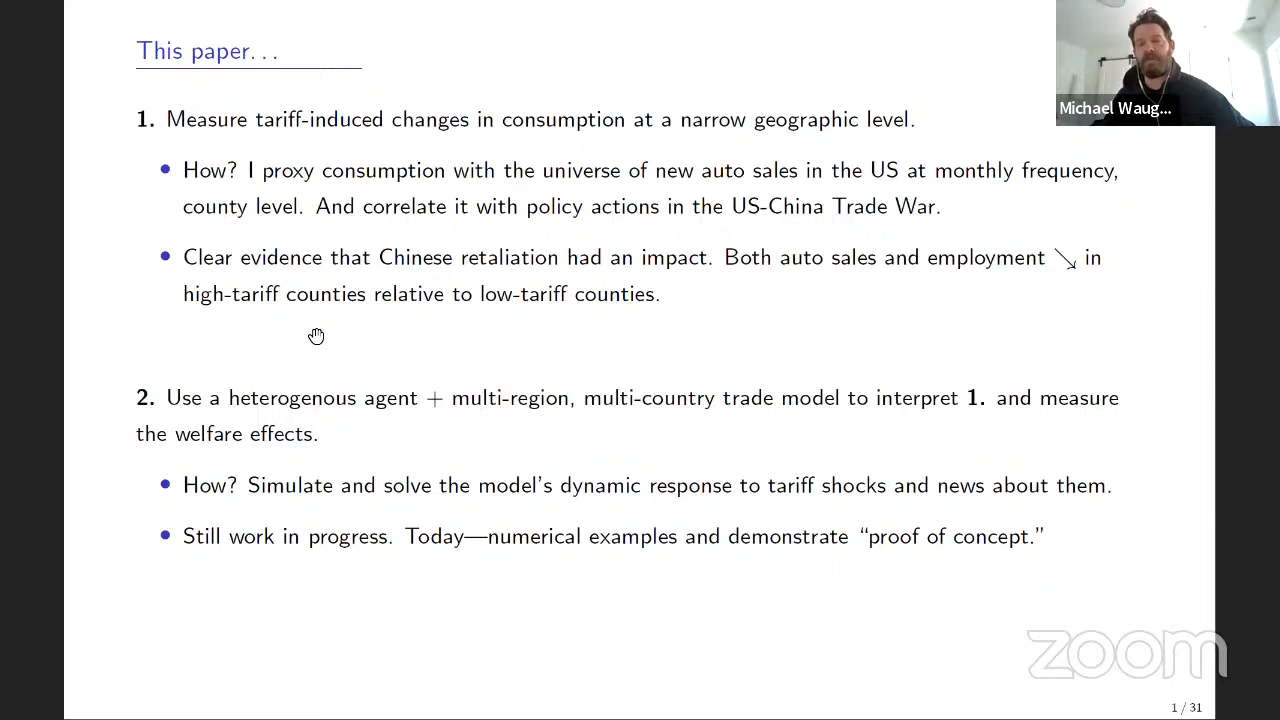 This paper. . .
1. Measure tariff-induced changes in consumption at a narrow geographic level.
• How? I proxy consumption with the universe of new auto sales in the US at monthly frequency,
county level. And correlate it with policy actions in the US-China Trade War.
• Clear evidence that Chinese retaliation had an impact. Both auto sales and employment ↘ in
high-tariff counties relative to low-tariff counties.
2. Use a heterogenous agent + multi-region, multi-country trade model to interpret 1. and measure
the welfare effects.
• How? Simulate and solve the model's dynamic response to tariff shocks and news about them.
• Still work in progress. Today—numerical examples and demonstrate “proof of concept.”
Michael Waug...
zoom
1 / 31